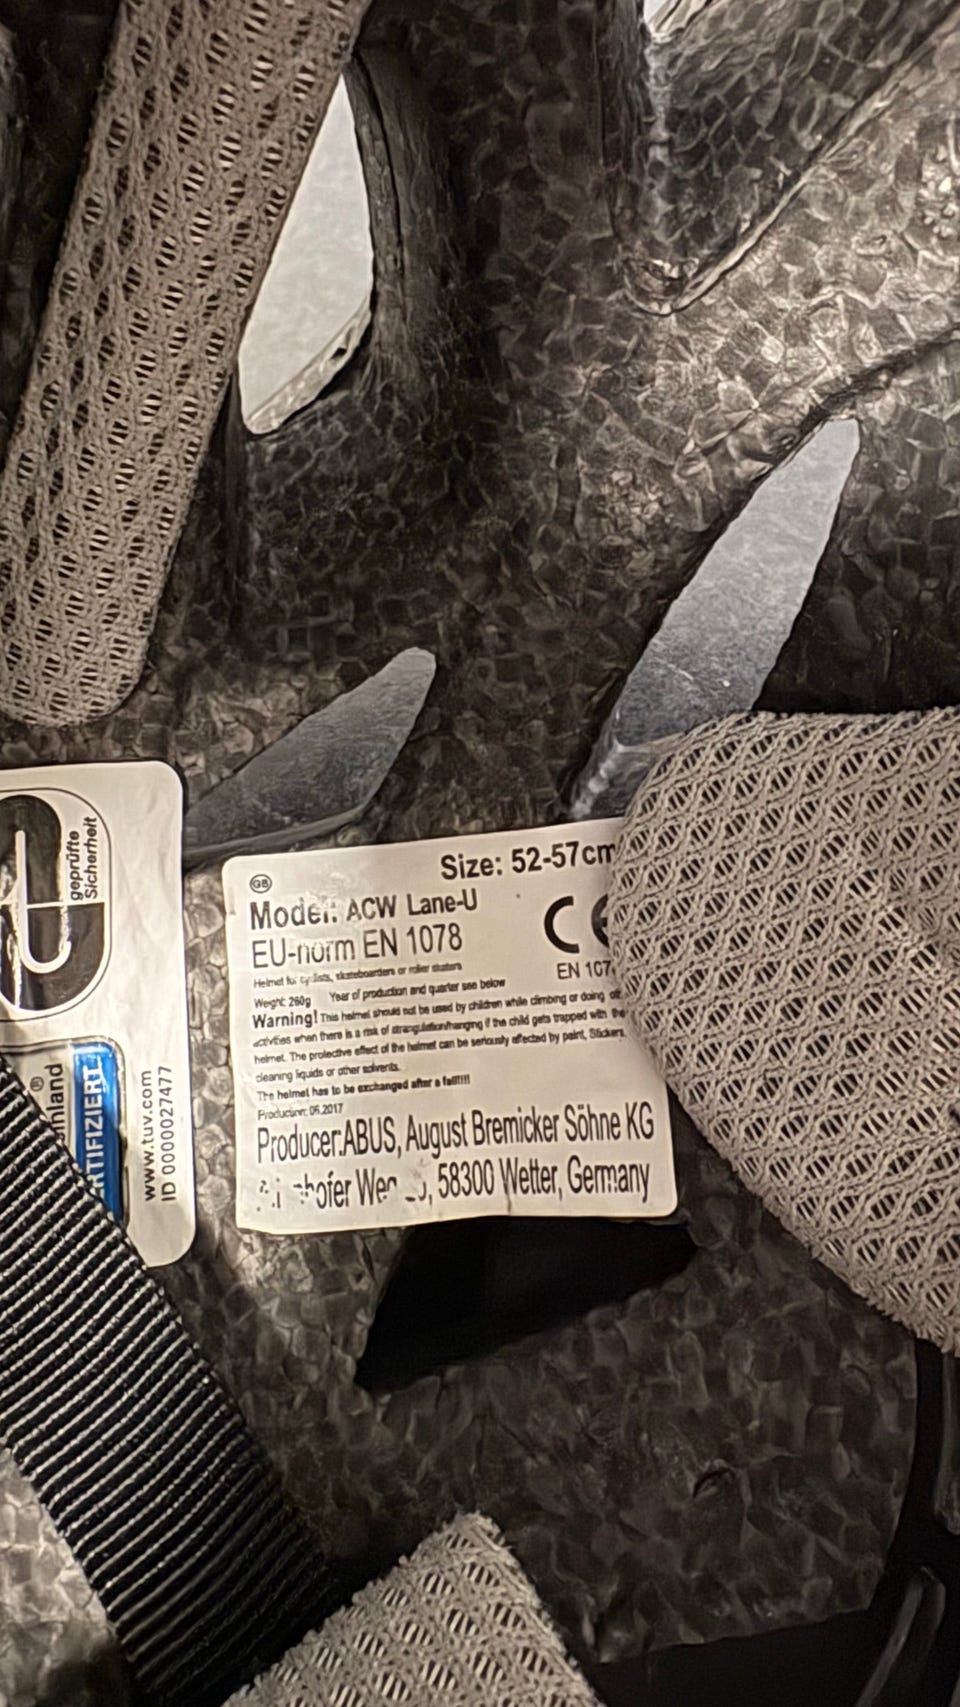 geprüfte
Sicherheit
www.tuv.com
ID 0000027477
GB
Size: 52-57cm
Model: ACW Lane-U
EU-norm EN 1078
CE
EN 107
Helmet for cyclists, skateboarders or roller skaters
Weight: 260g Year of production and quarter see below
Warning! This helmet should not be used by children while climbing or doing
activities when there is a risk of strangulation/hanging if the child gets trapped with the
helmet. The protective effect of the helmet can be seriously affected by paint, Stickers,
cleaning liquids or other solvents.
The helmet has to be exchanged after a fall!!!!
Production: 06.2017
Producer:ABUS, August Bremicker Söhne KG
58300 Wetter, Germany